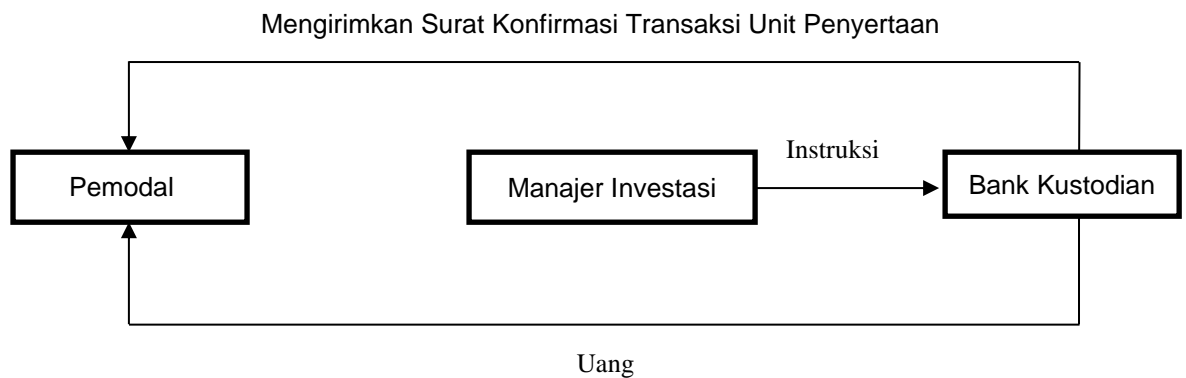 Mengirimkan Surat Konfirmasi Transaksi Unit Penyertaan
Instruksi
Pemodal
Manajer Investasi
Bank Kustodian
Uang